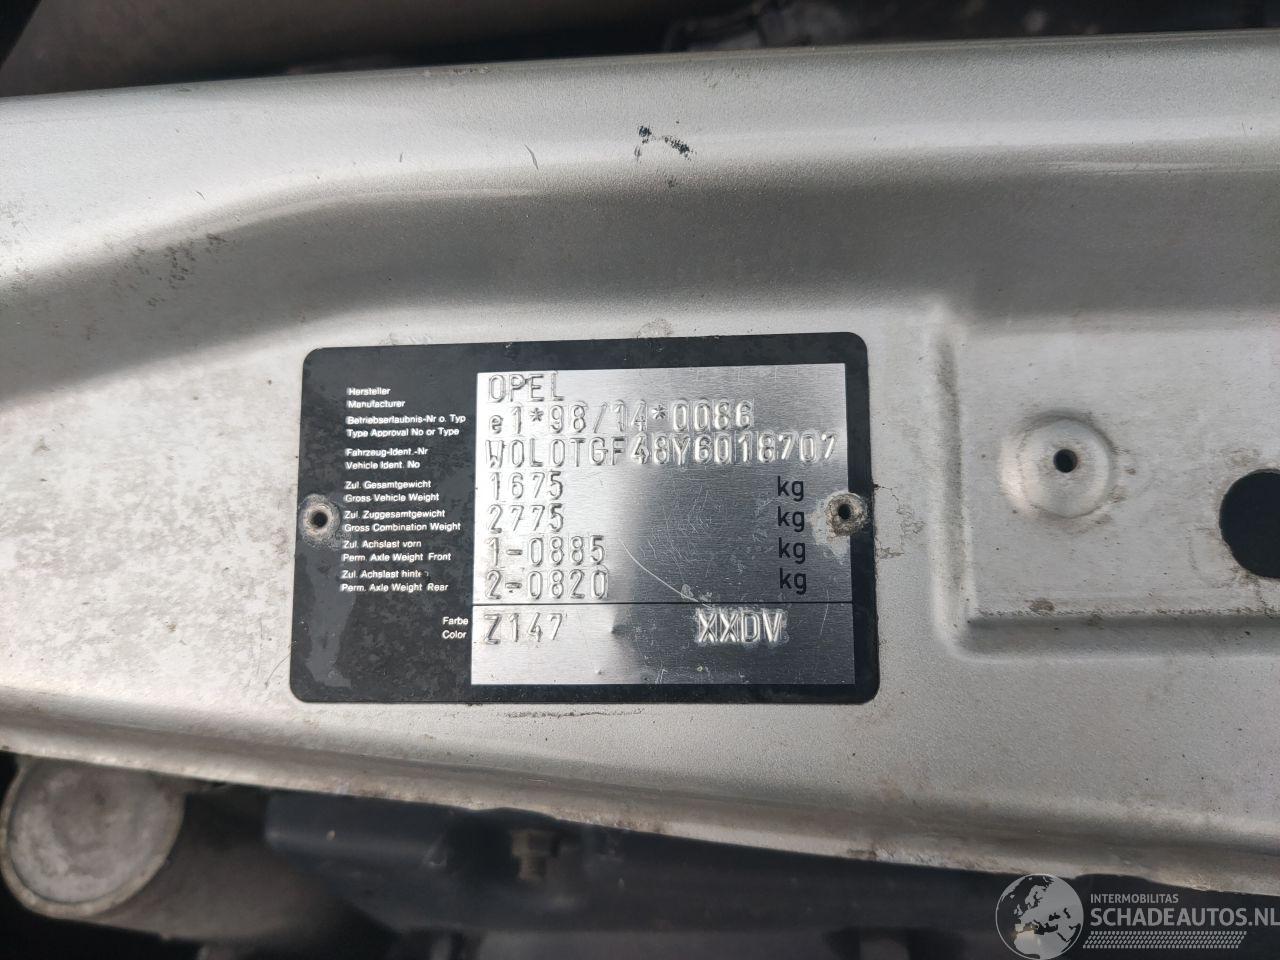 Hersteller
Manufacturer
OPEL
Betriebserlaubnis-Nr o. Typ
Type Approval No or Type
e1*98/14*0086
Fahrzeug-Ident.-Nr
Vehicle Ident. No
W0L0TGF48Y6018707
Zul. Gesamtgewicht
Gross Vehicle Weight
1675 kg
Zul. Zuggesamtgewicht
Gross Combination Weight
2775 kg
Zul. Achslast vorn
Perm. Axle Weight Front
1-0885 kg
Zul. Achslast hinten
Perm. Axle Weight Rear
2-0820 kg
Farbe
Color
Z147 XXDV
INTERMOBILITAS
SCHADEAUTOS.NL